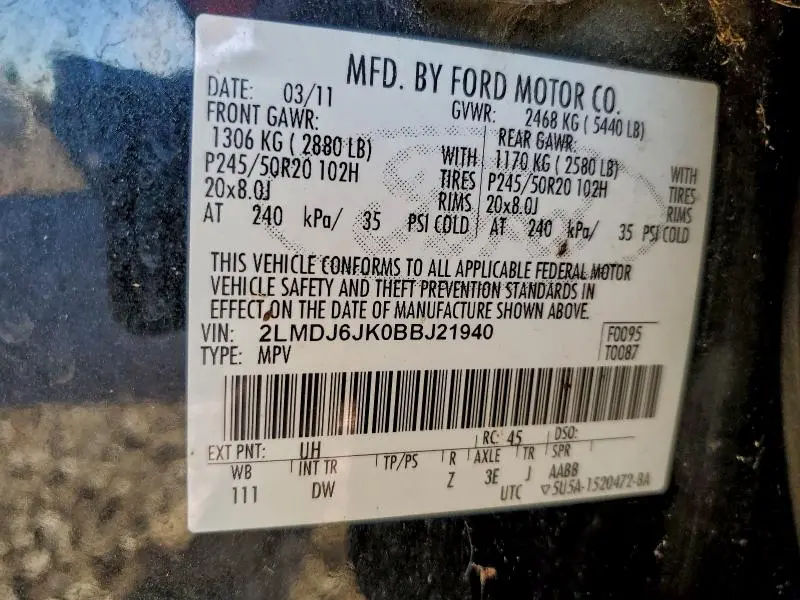 MFD. BY FORD MOTOR CO.
DATE: 03/11 GVWR: 2468 KG ( 5440 LB)
FRONT GAWR: REAR GAWR:
1306 KG ( 2880 LB) WITH 1170 KG ( 2580 LB) WITH
P245/50R20 102H TIRES P245/50R20 102H TIRES
20x8.0J RIMS 20x8.0J RIMS
AT 240 kPa/ 35 PSI COLD AT 240 kPa/ 35 PSI COLD
THIS VEHICLE CONFORMS TO ALL APPLICABLE FEDERAL MOTOR
VEHICLE SAFETY AND THEFT PREVENTION STANDARDS IN
EFFECT ON THE DATE OF MANUFACTURE SHOWN ABOVE.
VIN: 2LMDJ6JK0BBJ21940 F0095
TYPE: MPV T0087
EXT PNT: UH RC: 45 DSO:
WB INT TR TP/PS R AXLE TR SPR
111 DW Z 3E J AABB
UTC ▽5U5A-1520472-BA